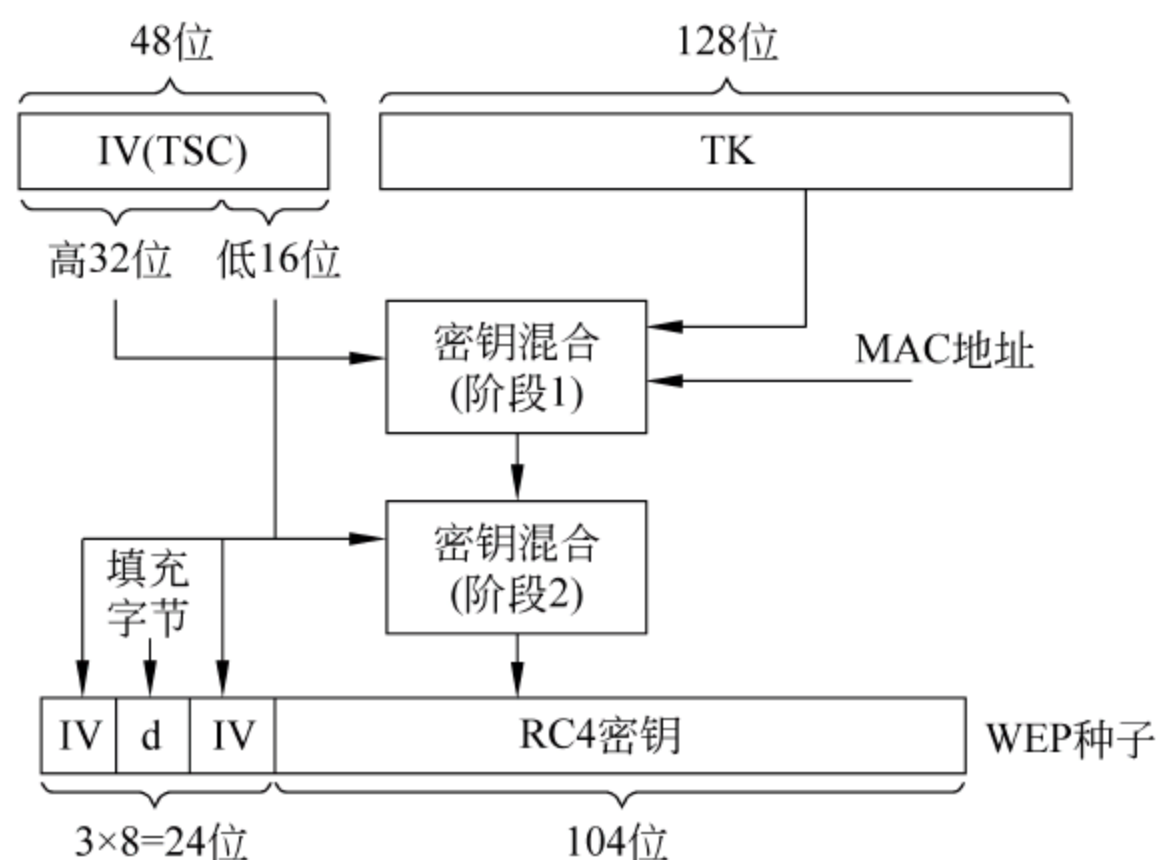 48位
128位
IV(TSC)
TK
高32位
低16位
密钥混合
(阶段1)
MAC地址
填充
字节
密钥混合
(阶段2)
IV
d
IV
RC4密钥
WEP种子
3×8=24位
104位